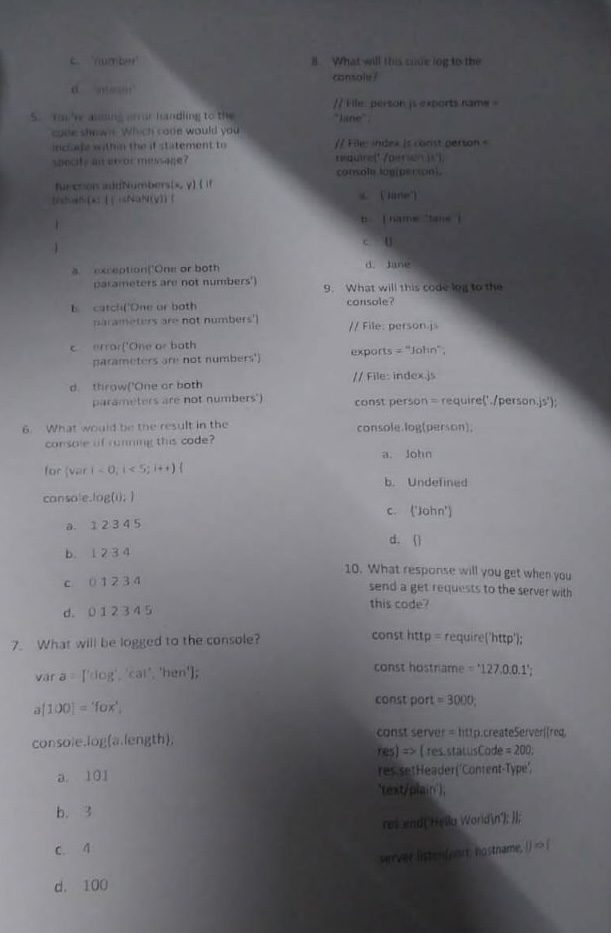 c. 'number'
d.
5. You're adding error handling to the
code shown. Which code would you
include within the if statement to
specify an error message?
function addNumbers(x, y) { if
(isNaN(x) || isNaN(y)) {
}
}
a. exception('One or both
parameters are not numbers')
b. catch('One or both
parameters are not numbers')
c. error('One or both
parameters are not numbers')
d. throw('One or both
parameters are not numbers')
6. What would be the result in the
console of running this code?
for (var i = 0; i < 5; i++) {
console.log(i); }
a. 1 2 3 4 5
b. 1 2 3 4
c. 0 1 2 3 4
d. 0 1 2 3 4 5
7. What will be logged to the console?
var a = ['dog', 'cat', 'hen'];
a[100] = 'fox';
console.log(a.length);
a. 101
b. 3
c. 4
d. 100
8. What will this code log to the
console?
// File: person.js exports.name =
"Jane";
// File: index.js const person =
require('./person.js');
console.log(person);
a. {'Jane'}
b. { name: 'Jane' }
c. {}
d. Jane
9. What will this code log to the
console?
// File: person.js
exports = "John";
// File: index.js
const person = require('./person.js');
console.log(person);
a. John
b. Undefined
c. {'John'}
d. {}
10. What response will you get when you
send a get requests to the server with
this code?
const http = require('http');
const hostname = '127.0.0.1';
const port = 3000;
const server = http.createServer((req,
res) => { res.statusCode = 200;
res.setHeader('Content-Type',
'text/plain');
res.end('Hello World\n'); });
server.listen(port, hostname, () => {